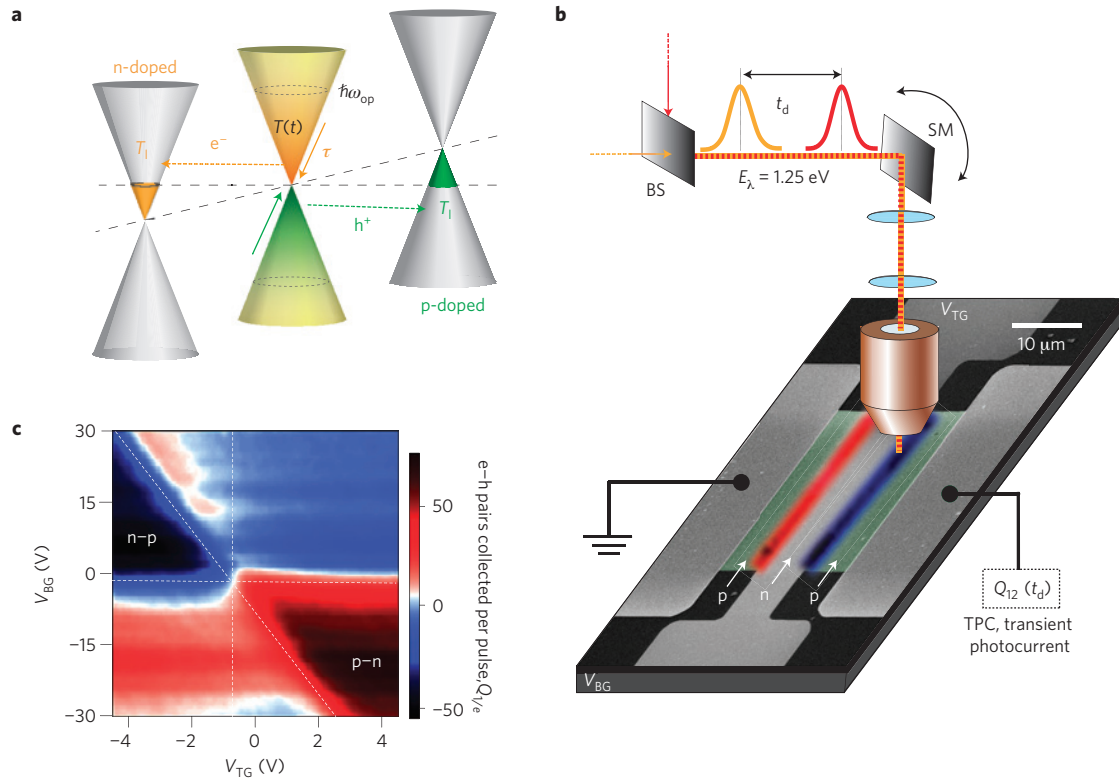 a
n-doped
ħω_op
T(t)
T_l
e⁻
τ
h⁺
T_l
p-doped
b
t_d
SM
E_λ = 1.25 eV
BS
V_TG
10 μm
p
n
p
Q_12 (t_d)
TPC, transient
photocurrent
V_BG
c
30
15
0
−15
−30
V_BG (V)
n–p
p–n
−4
−2
0
2
4
V_TG (V)
50
0
−50
e–h pairs collected per pulse, Q_1/e